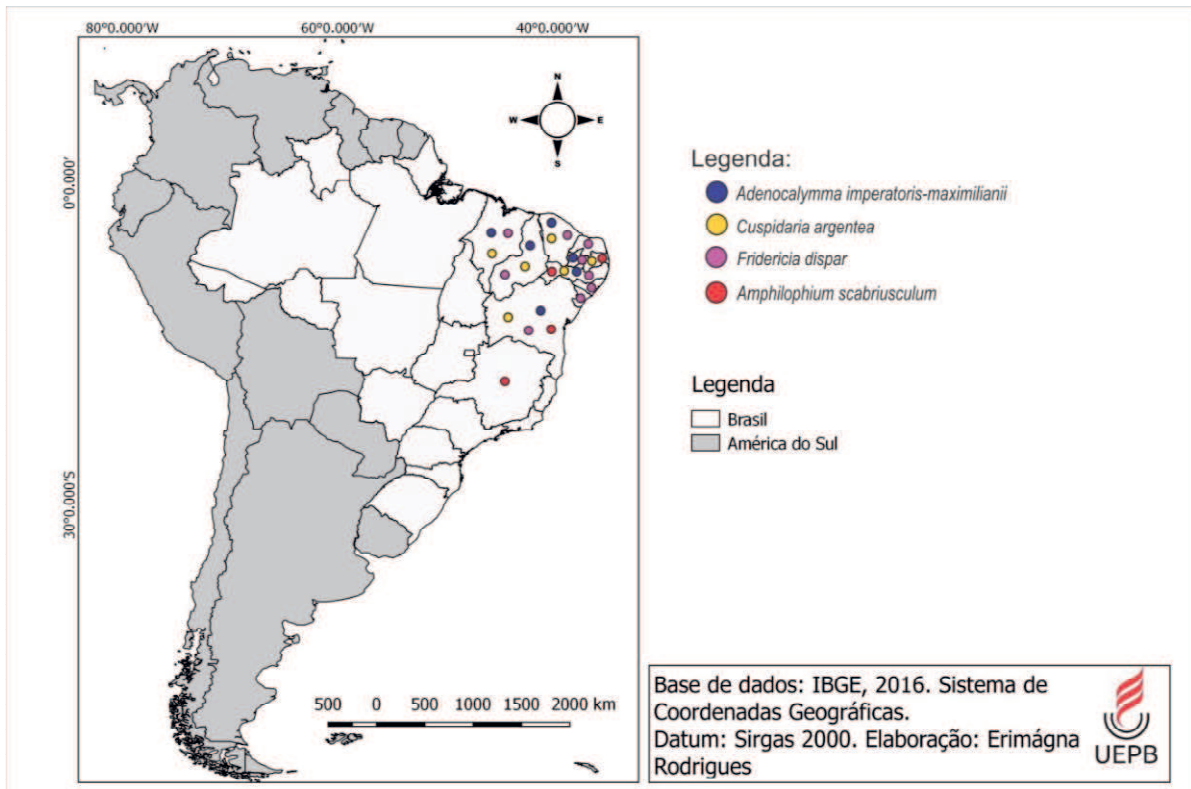 80°0.000'W 60°0.000'W 40°0.000'W
N
W E
S
0°0.000'
30°0.000'S
Legenda:
Adenocalymma imperatoris-maximilianii
Cuspidaria argentea
Fridericia dispar
Amphilophium scabriusculum
Legenda
Brasil
América do Sul
500 0 500 1000 1500 2000 km
Base de dados: IBGE, 2016. Sistema de
Coordenadas Geográficas.
Datum: Sirgas 2000. Elaboração: Erimágna
Rodrigues
UEPB